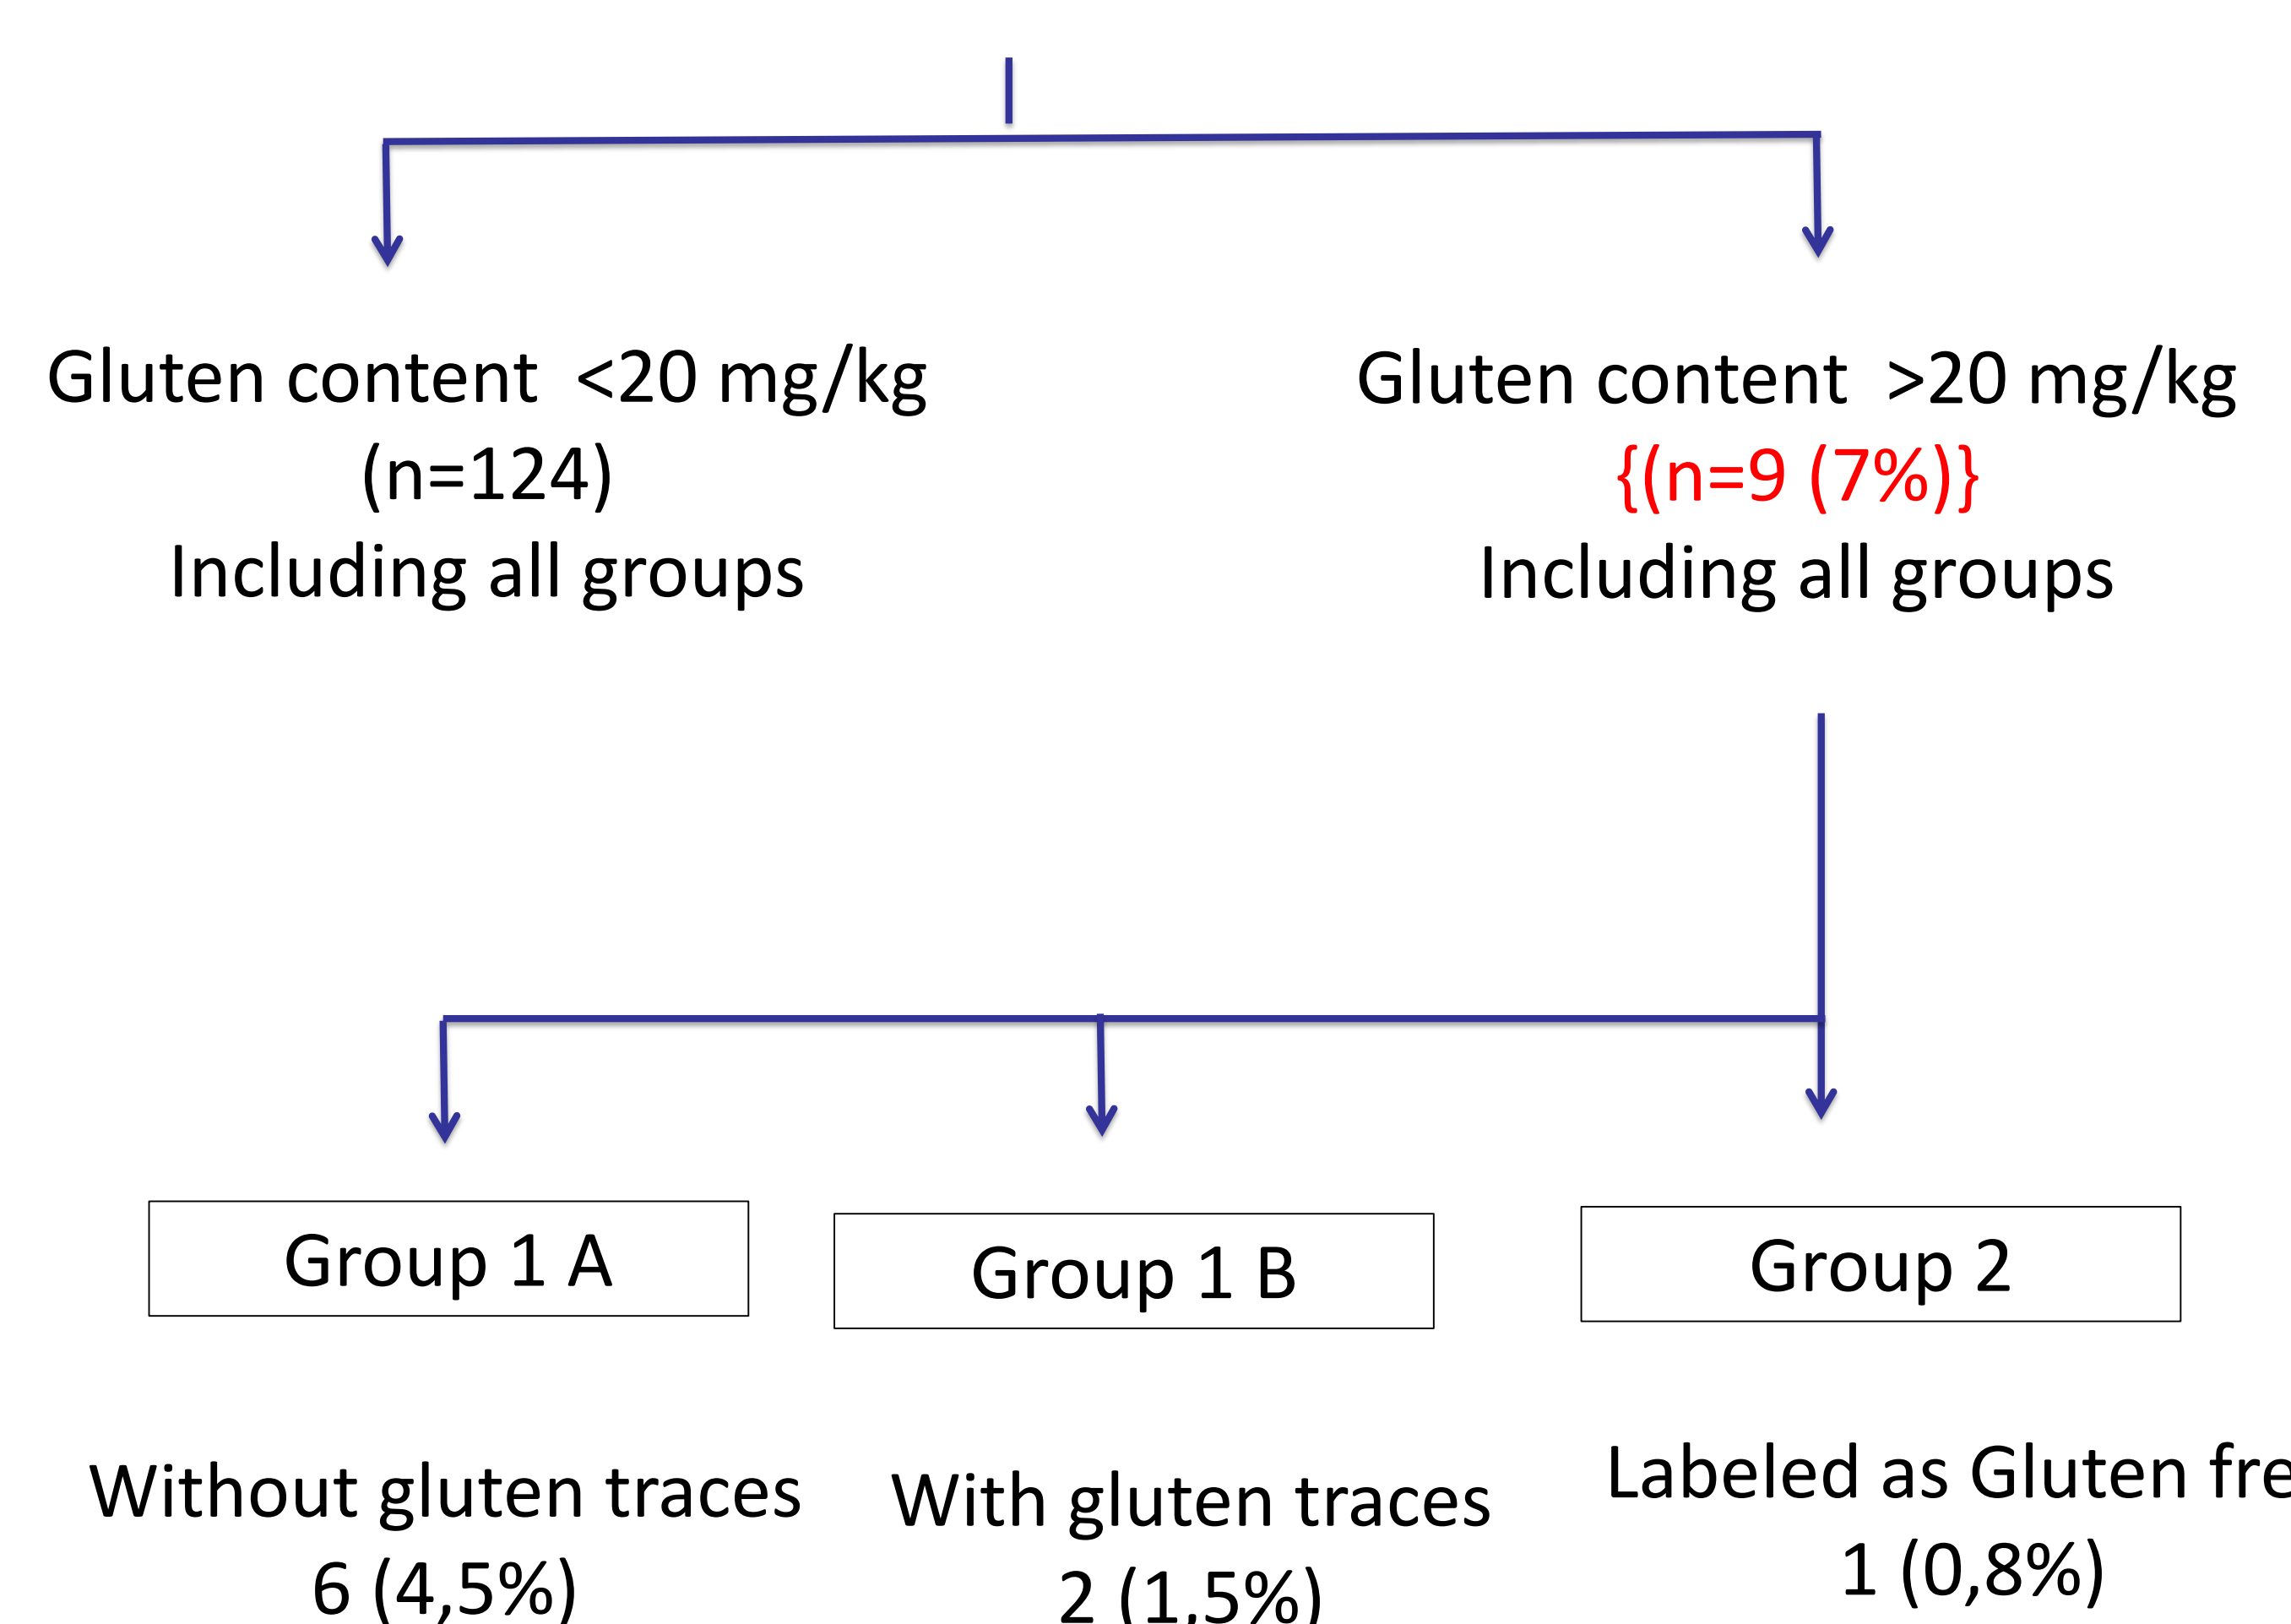 Gluten content <20 mg/kg
(n=124)
Including all groups
Gluten content >20 mg/kg
{(n=9 (7%)}
Including all groups
Group 1 A
Group 1 B
Group 2
Without gluten traces
6 (4,5%)
With gluten traces
2 (1,5%)
Labeled as Gluten fre
1 (0,8%)